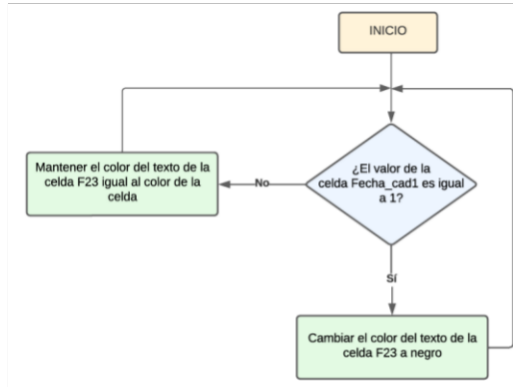 INICIO
¿El valor de la
celda Fecha_cad1 es igual
a 1?
No
Mantener el color del texto de la
celda F23 igual al color de la
celda
Sí
Cambiar el color del texto de la
celda F23 a negro